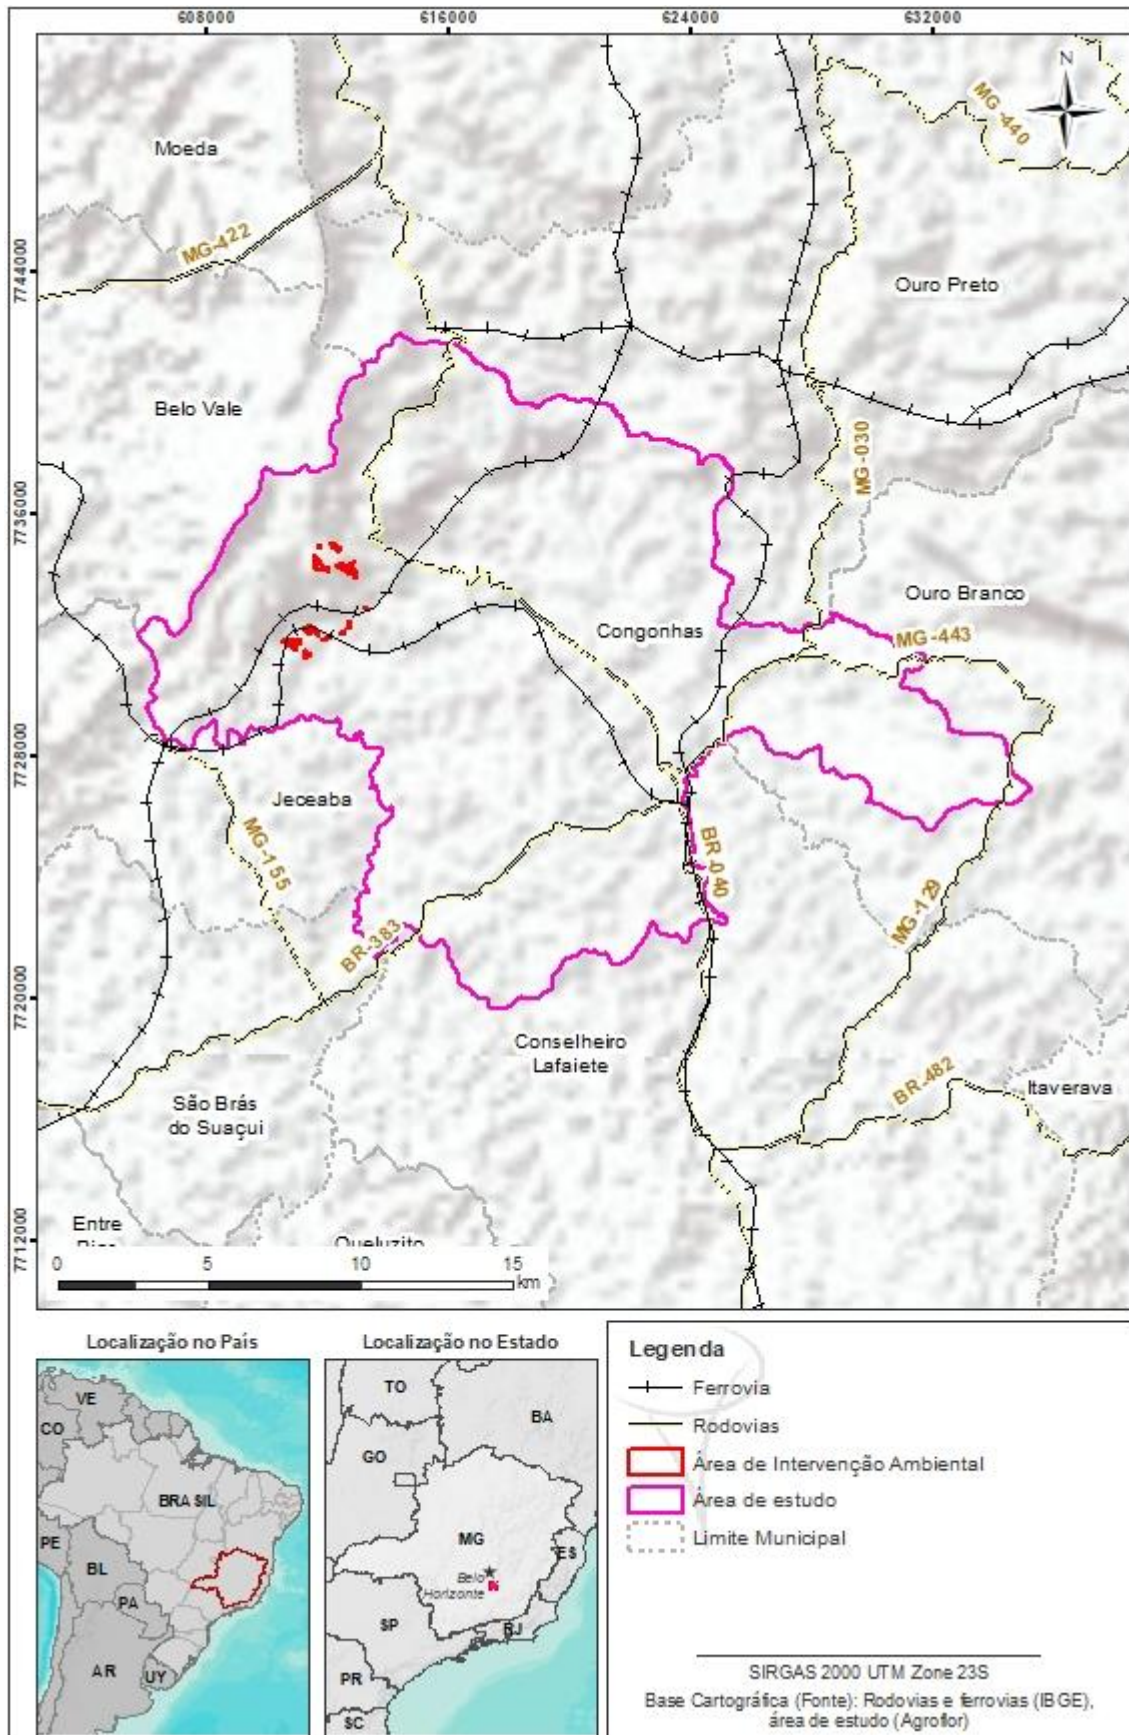 608000
616000
624000
632000
N
MG-440
Moeda
MG-422
7744000
Ouro Preto
Belo Vale
MG-030
7736000
Ouro Branco
Congonhas
MG-443
7728000
Jeceaba
MG-155
BR-040
MG-129
BR-383
7720000
Conselheiro
Lafaiete
BR-482
Itaverava
São Brás
do Suaçui
7712000
Entre
Queluzito
0
5
10
15
km
Localização no País
VE
CO
BRASIL
PE
BL
PA
AR
UY
Localização no Estado
TO
BA
GO
MG
ES
Belo
Horizonte
SP
RJ
PR
SC
Legenda
Ferrovia
Rodovias
Área de Intervenção Ambiental
Área de estudo
Limite Municipal
SIRGAS 2000 UTM Zone 23S
Base Cartográfica (Fonte): Rodovias e ferrovias (IBGE),
área de estudo (Agroflor)